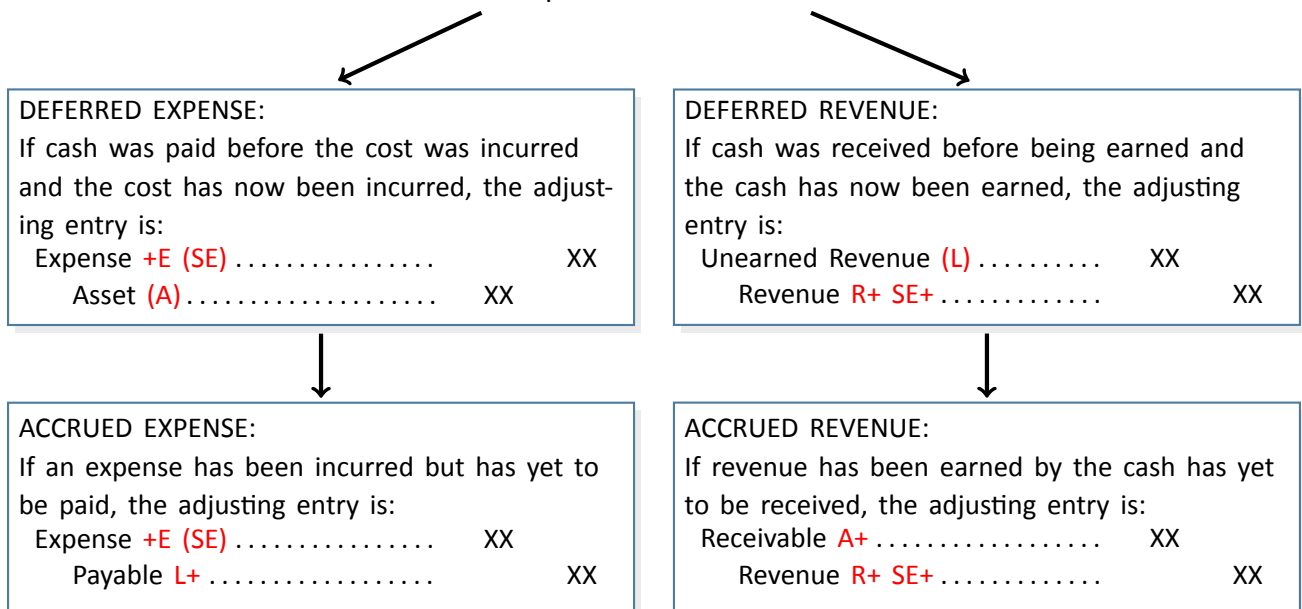 DEFERRED EXPENSE:
If cash was paid before the cost was incurred
and the cost has now been incurred, the adjust-
ing entry is:
Expense +E (SE) ................ XX
Asset (A) .................... XX
DEFERRED REVENUE:
If cash was received before being earned and
the cash has now been earned, the adjusting
entry is:
Unearned Revenue (L) .......... XX
Revenue R+ SE+ ............. XX
ACCRUED EXPENSE:
If an expense has been incurred but has yet to
be paid, the adjusting entry is:
Expense +E (SE) ................ XX
Payable L+ .................. XX
ACCRUED REVENUE:
If revenue has been earned by the cash has yet
to be received, the adjusting entry is:
Receivable A+ .................. XX
Revenue R+ SE+ ............. XX